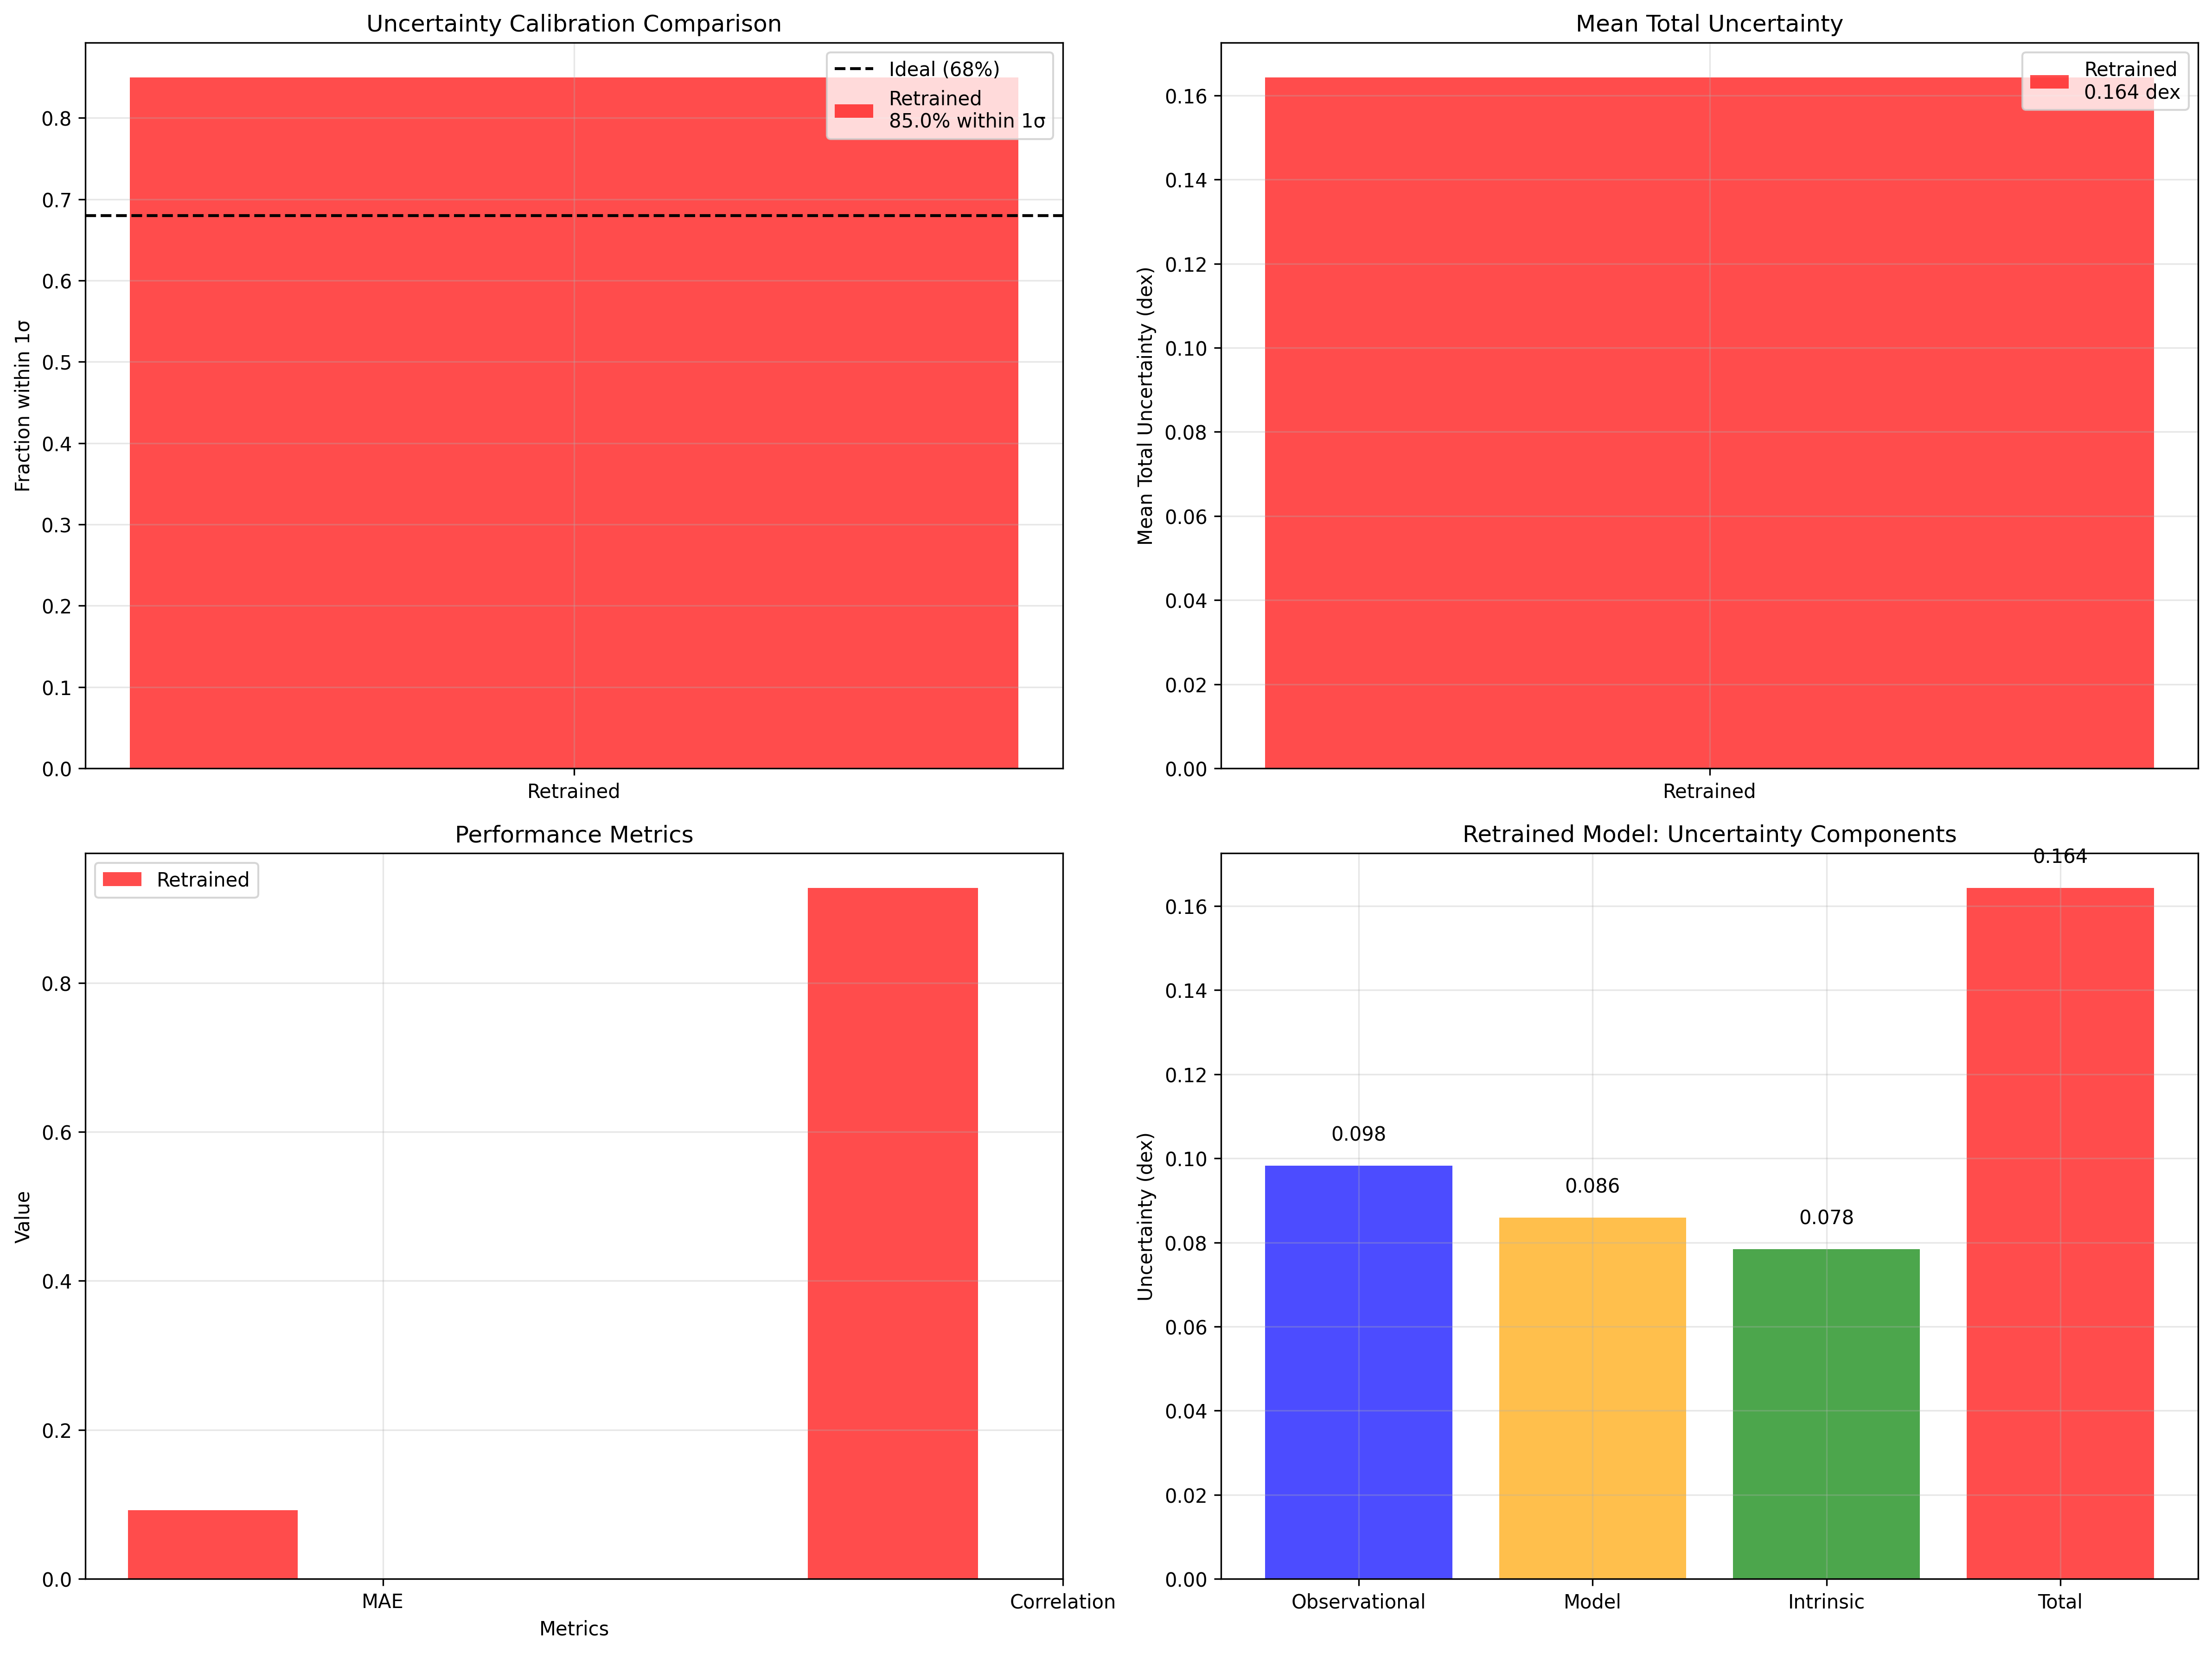 Uncertainty Calibration Comparison
Ideal (68%)
Retrained
85.0% within 1σ
Fraction within 1σ
0.8
0.7
0.6
0.5
0.4
0.3
0.2
0.1
0.0
Retrained
Mean Total Uncertainty
Retrained
0.164 dex
Mean Total Uncertainty (dex)
0.16
0.14
0.12
0.10
0.08
0.06
0.04
0.02
0.00
Retrained
Performance Metrics
Retrained
Value
0.8
0.6
0.4
0.2
0.0
MAE
Correlation
Metrics
Retrained Model: Uncertainty Components
Uncertainty (dex)
0.16
0.14
0.12
0.10
0.08
0.06
0.04
0.02
0.00
0.098
0.086
0.078
0.164
Observational
Model
Intrinsic
Total